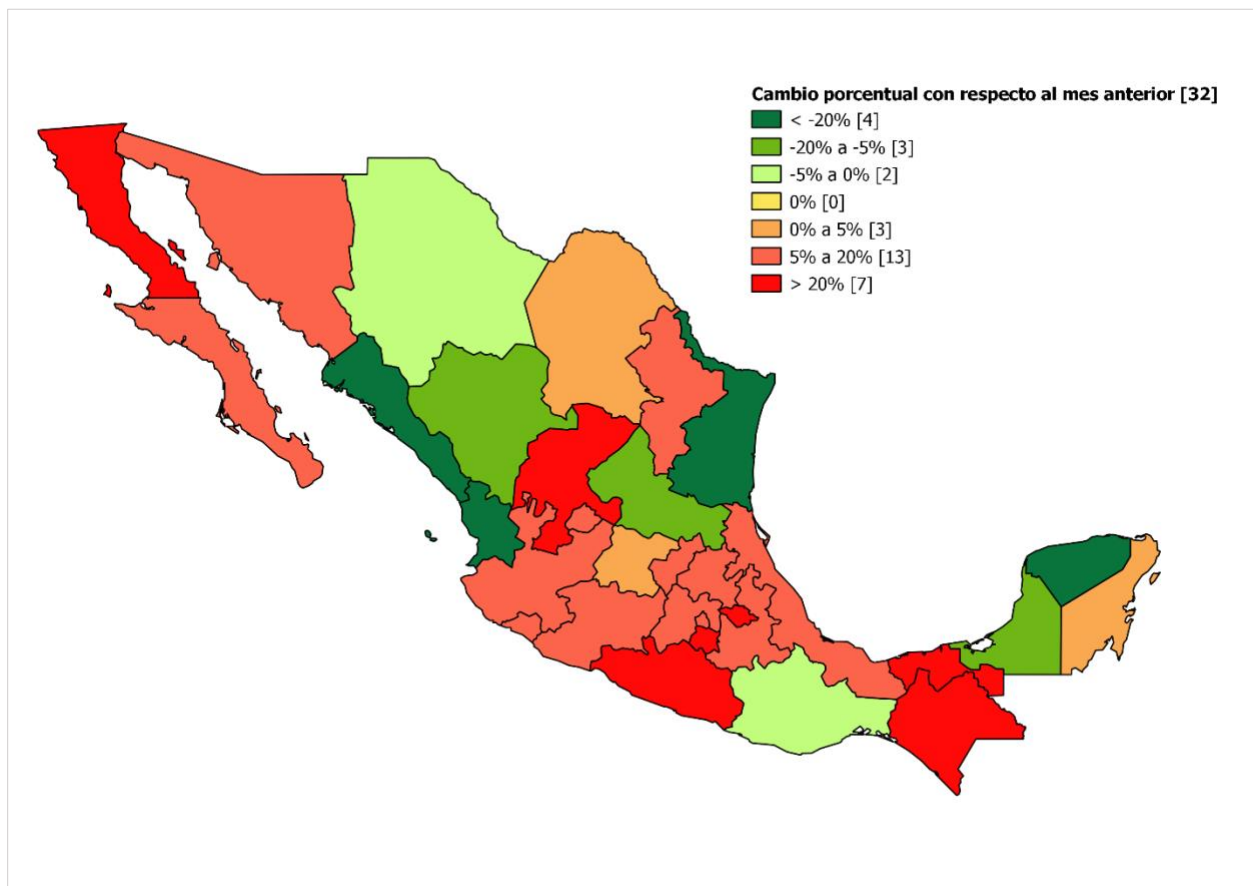 Cambio porcentual con respecto al mes anterior [32]
< -20% [4]
-20% a -5% [3]
-5% a 0% [2]
0% [0]
0% a 5% [3]
5% a 20% [13]
> 20% [7]